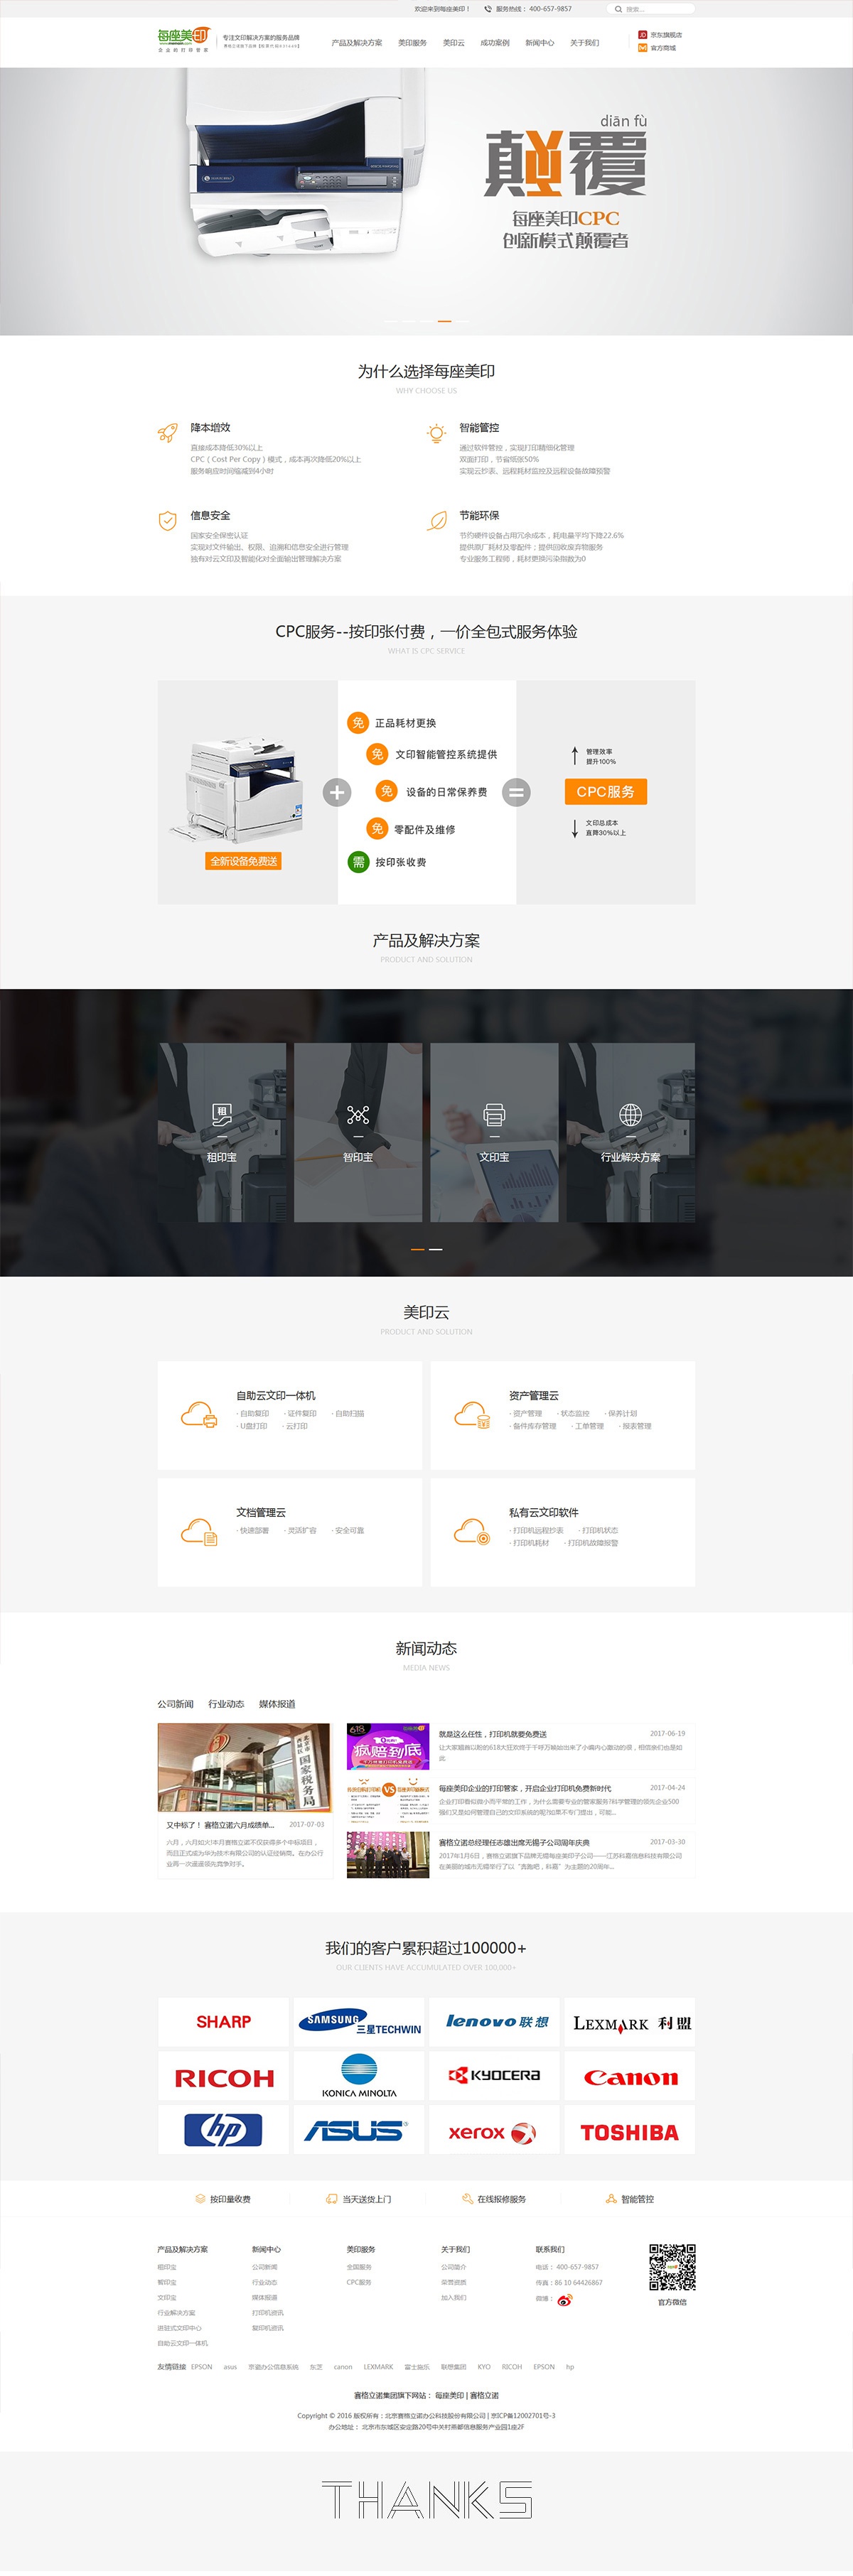 欢迎来到每座美印！ 服务热线： 400-657-9857 搜索...
每座美印
企业的打印管家
专注文印解决方案的服务品牌
产品及解决方案 美印服务 美印云 成功案例 新闻中心 关于我们
京东旗舰店
官方商城
diān fù
颠覆
每座美印CPC
创新模式颠覆者
为什么选择每座美印
WHY CHOOSE US
降本增效
直接成本降低30%以上
CPC（Cost Per Copy）模式，成本再次降低20%以上
服务响应时间缩减到4小时
智能管控
通过软件管控，实现打印精细化管理
双面打印，节省纸张50%
实现云抄表、远程耗材监控及远程设备故障预警
信息安全
国家安全保密认证
实现对文件输出、权限、追溯和信息安全进行管理
独有对云文印及智能化对全面输出管理解决方案
节能环保
节约硬件设备占用冗余成本，耗电量平均下降22.6%
提供原厂耗材及零配件；提供回收废弃物服务
专业服务工程师，耗材更换污染指数为0
CPC服务--按印张付费，一价全包式服务体验
WHAT IS CPC SERVICE
全新设备免费送
+
免 正品耗材更换
免 文印智能管控系统提供
免 设备的日常保养费
免 零配件及维修
需 按印张收费
=
管理效率
提升100%
CPC服务
文印总成本
直降30%以上
产品及解决方案
PRODUCT AND SOLUTION
租
租印宝
智印宝
文印宝
行业解决方案
美印云
PRODUCT AND SOLUTION
自助云文印一体机
· 自助复印 · 证件复印 · 自助扫描
· U盘打印 · 云打印
资产管理云
· 资产管理 · 状态监控 · 保养计划
· 备件库存管理 · 工单管理 · 报表管理
文档管理云
· 快速部署 · 灵活扩容 · 安全可靠
私有云文印软件
· 打印机远程抄表 · 打印机状态
· 打印机耗材 · 打印机故障报警
新闻动态
MEDIA NEWS
公司新闻 行业动态 媒体报道
国家税务局
又中标了！ 赛格立诺六月成绩单... 2017-07-03
六月，六月如火!本月赛格立诺不仅获得多个中标项目，
而且正式成为华为技术有限公司的认证经销商。在办公行
业再一次遥遥领先竞争对手。
618
疯赔到底
就是这么任性，打印机就要免费送 2017-06-19
VS
每座美印企业的打印管家，开启企业打印机免费新时代 2017-04-24
企业打印看似微小而平常的工作，为什么需要专业的管家服务?科学管理的领先企业500
强们又是如何管理自己的文印系统的呢?如果不专门提出，可能...
赛格立诺总经理任志雄出席无锡子公司周年庆典 2017-03-30
2017年1月6日，赛格立诺旗下品牌无锡每座美印子公司——江苏科嘉信息科技有限公司
在美丽的城市无锡举行了以“奔跑吧，科嘉”为主题的20周年...
我们的客户累积超过100000+
OUR CLIENTS HAVE ACCUMULATED OVER 100,000+
SHARP
SAMSUNG 三星TECHWIN
lenovo 联想
LEXMARK 利盟
RICOH
KONICA MINOLTA
KYOCERA
Canon
hp
ASUS
xerox
TOSHIBA
按印量收费 当天送货上门 在线报修服务 智能管控
产品及解决方案
租印宝
智印宝
文印宝
行业解决方案
进驻式文印中心
自助云文印一体机
新闻中心
公司新闻
行业动态
媒体报道
打印机资讯
复印机资讯
美印服务
全国服务
CPC服务
关于我们
公司简介
荣誉资质
加入我们
联系我们
电话： 400-657-9857
传真：86 10 64426867
微博：
官方微信
友情链接 EPSON asus 京瓷办公信息系统 东芝 canon LEXMARK 富士施乐 联想集团 KYO RICOH EPSON hp
赛格立诺集团旗下网站： 每座美印 | 赛格立诺
Copyright © 2016 版权所有：北京赛格立诺办公科技股份有限公司 | 京ICP备12002701号-3
办公地址： 北京市东城区安定路20号中关村燕都信息服务产业园1座2F
THANKS